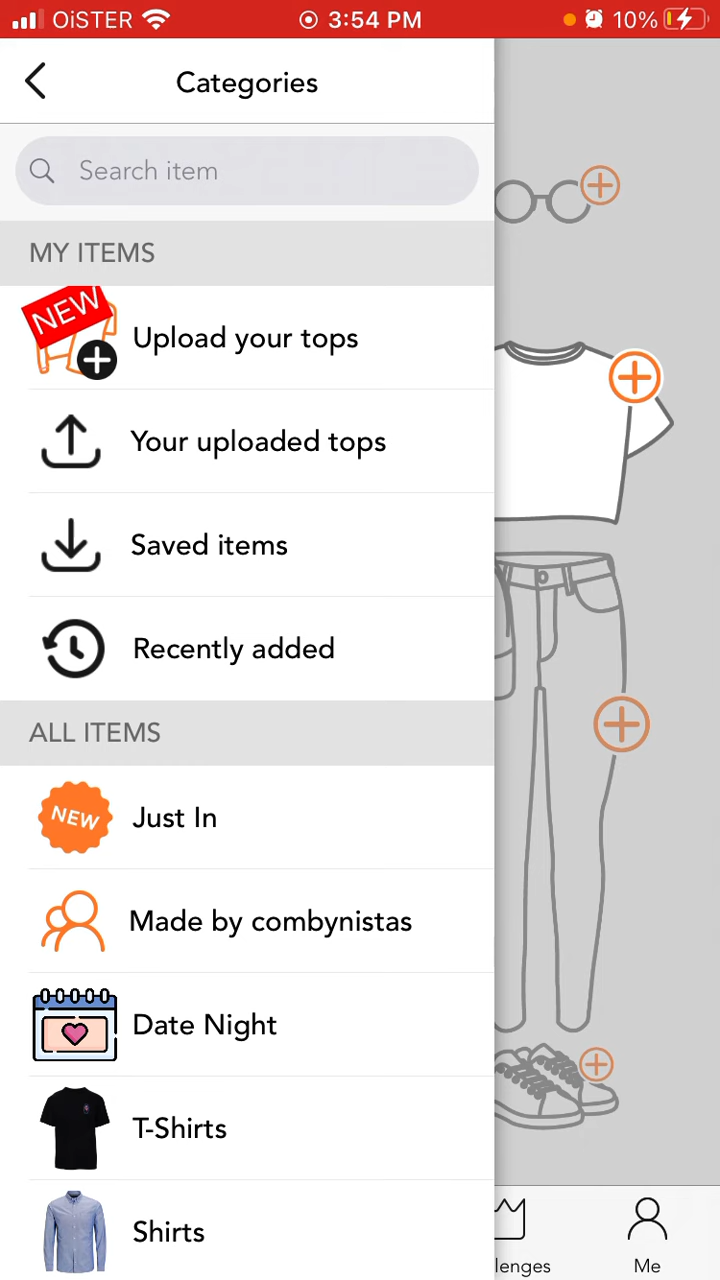 OiSTER 3:54 PM 10%
Categories
Search item
MY ITEMS
NEW
Upload your tops
Your uploaded tops
Saved items
Recently added
ALL ITEMS
NEW
Just In
Made by combynistas
Date Night
T-Shirts
Shirts
lenges
Me